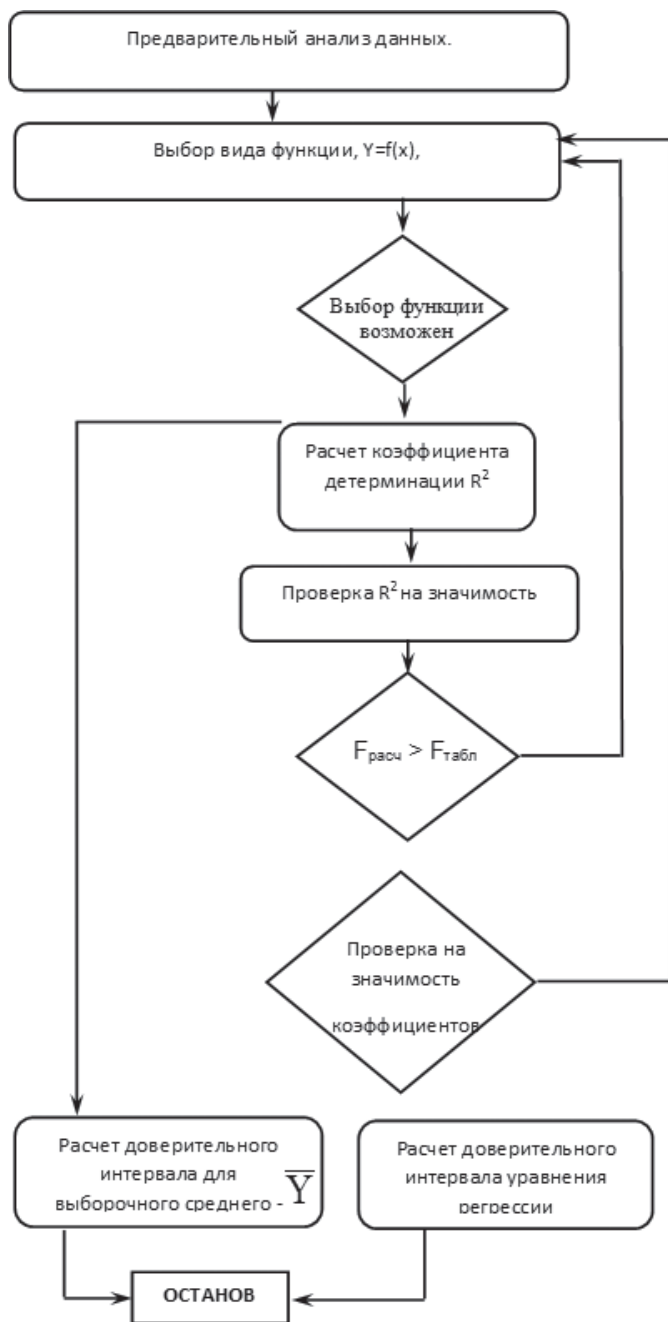 Предварительный анализ данных.
Выбор вида функции, Y=f(x),
Выбор функции
возможен
Расчет коэффициента
детерминации R²
Проверка R² на значимость
Fрасч > Fтабл
Проверка на
значимость
коэффициентов
Расчет доверительного
интервала для
выборочного среднего - Y̅
Расчет доверительного
интервала уравнения
регрессии
ОСТАНОВ